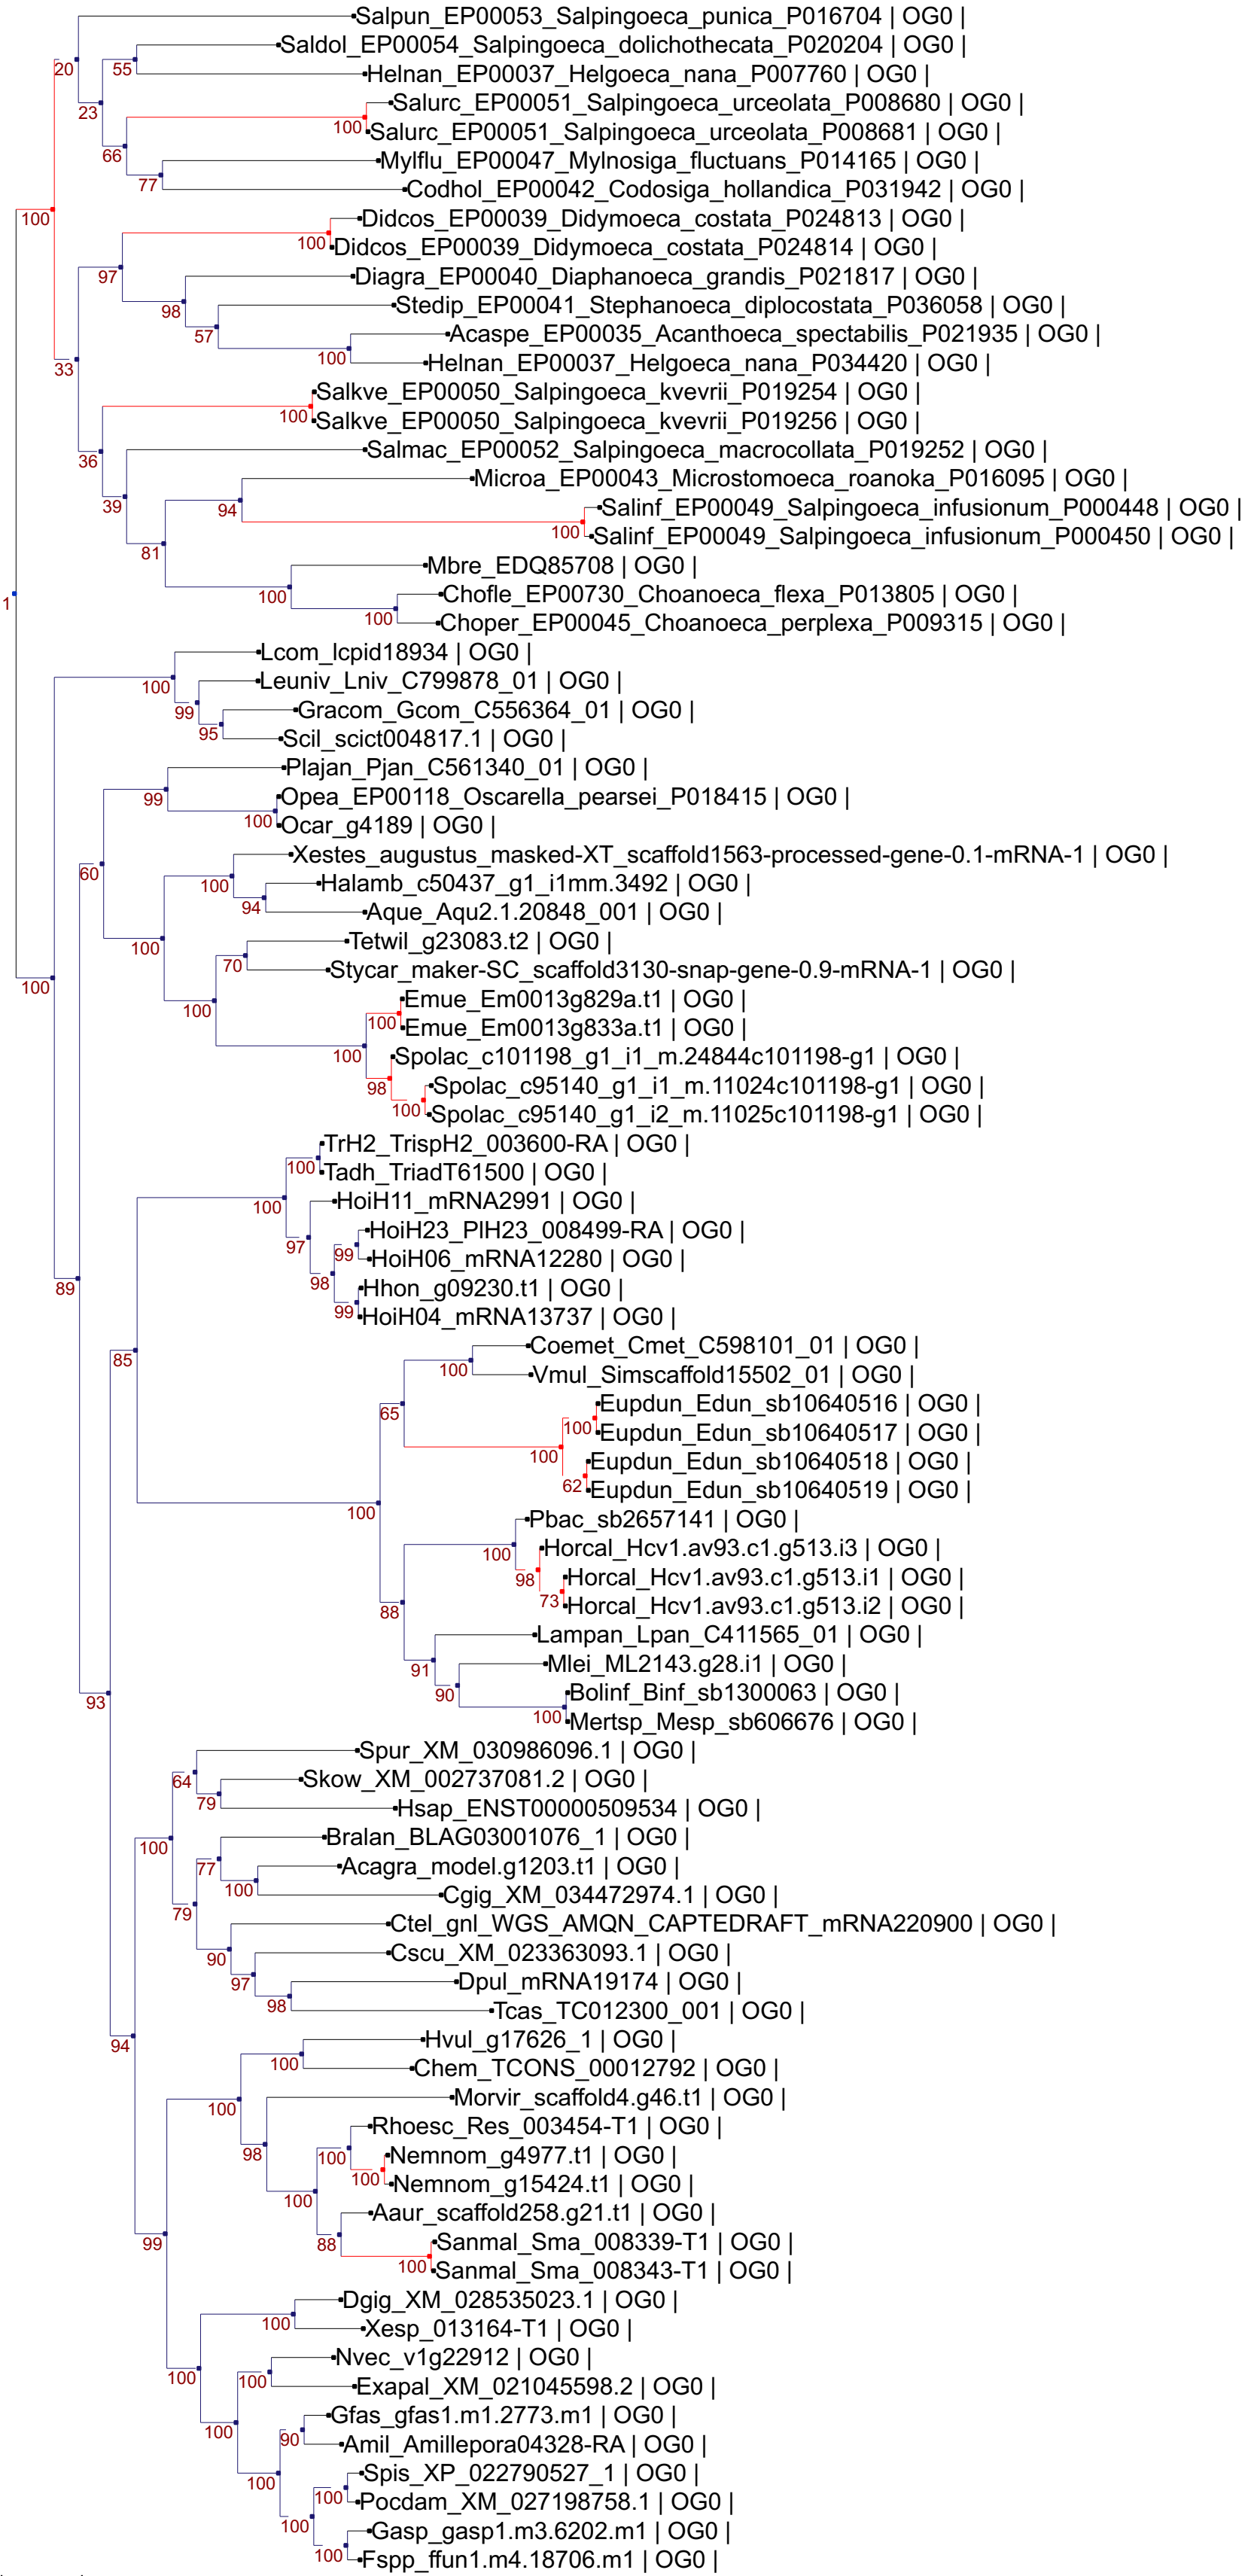 Salpun_EP00053_Salpingoeca_punica_P016704 | OG0 |
Saldol_EP00054_Salpingoeca_dolichothecata_P020204 | OG0 |
20
55
Helnan_EP00037_Helgoeca_nana_P007760 | OG0 |
Salurc_EP00051_Salpingoeca_urceolata_P008680 | OG0 |
23
100
Salurc_EP00051_Salpingoeca_urceolata_P008681 | OG0 |
66
Mylflu_EP00047_Mylnosiga_fluctuans_P014165 | OG0 |
77
Codhol_EP00042_Codosiga_hollandica_P031942 | OG0 |
100
Didcos_EP00039_Didymoeca_costata_P024813 | OG0 |
100
Didcos_EP00039_Didymoeca_costata_P024814 | OG0 |
97
Diagra_EP00040_Diaphanoeca_grandis_P021817 | OG0 |
98
Stedip_EP00041_Stephanoeca_diplocostata_P036058 | OG0 |
57
Acaspe_EP00035_Acanthoeca_spectabilis_P021935 | OG0 |
100
Helnan_EP00037_Helgoeca_nana_P034420 | OG0 |
33
Salkve_EP00050_Salpingoeca_kvevrii_P019254 | OG0 |
100
Salkve_EP00050_Salpingoeca_kvevrii_P019256 | OG0 |
36
Salmac_EP00052_Salpingoeca_macrocollata_P019252 | OG0 |
Microa_EP00043_Microstomoeca_roanoka_P016095 | OG0 |
39
94
Salinf_EP00049_Salpingoeca_infusionum_P000448 | OG0 |
100
Salinf_EP00049_Salpingoeca_infusionum_P000450 | OG0 |
81
Mbre_EDQ85708 | OG0 |
100
Chofle_EP00730_Choanoeca_flexa_P013805 | OG0 |
1
100
Choper_EP00045_Choanoeca_perplexa_P009315 | OG0 |
Lcom_lcpid18934 | OG0 |
100
Leuniv_Lniv_C799878_01 | OG0 |
99
Gracom_Gcom_C556364_01 | OG0 |
95
Scil_scict004817.1 | OG0 |
Plajan_Pjan_C561340_01 | OG0 |
99
Opea_EP00118_Oscarella_pearsei_P018415 | OG0 |
100
Ocar_g4189 | OG0 |
Xestes_augustus_masked-XT_scaffold1563-processed-gene-0.1-mRNA-1 | OG0 |
60
100
Halamb_c50437_g1_i1mm.3492 | OG0 |
94
Aque_Aqu2.1.20848_001 | OG0 |
100
Tetwil_g23083.t2 | OG0 |
70
Stycar_maker-SC_scaffold3130-snap-gene-0.9-mRNA-1 | OG0 |
100
Emue_Em0013g829a.t1 | OG0 |
100
100
Emue_Em0013g833a.t1 | OG0 |
100
Spolac_c101198_g1_i1_m.24844c101198-g1 | OG0 |
98
Spolac_c95140_g1_i1_m.11024c101198-g1 | OG0 |
100
Spolac_c95140_g1_i2_m.11025c101198-g1 | OG0 |
TrH2_TrispH2_003600-RA | OG0 |
100
Tadh_TriadT61500 | OG0 |
100
HoiH11_mRNA2991 | OG0 |
97
HoiH23_PlH23_008499-RA | OG0 |
99
HoiH06_mRNA12280 | OG0 |
98
89
Hhon_g09230.t1 | OG0 |
99
HoiH04_mRNA13737 | OG0 |
85
Coemet_Cmet_C598101_01 | OG0 |
100
Vmul_Simscaffold15502_01 | OG0 |
65
Eupdun_Edun_sb10640516 | OG0 |
100
Eupdun_Edun_sb10640517 | OG0 |
100
Eupdun_Edun_sb10640518 | OG0 |
62
Eupdun_Edun_sb10640519 | OG0 |
100
Pbac_sb2657141 | OG0 |
100
Horcal_Hcv1.av93.c1.g513.i3 | OG0 |
98
Horcal_Hcv1.av93.c1.g513.i1 | OG0 |
73
Horcal_Hcv1.av93.c1.g513.i2 | OG0 |
88
Lampan_Lpan_C411565_01 | OG0 |
91
Mlei_ML2143.g28.i1 | OG0 |
90
Bolinf_Binf_sb1300063 | OG0 |
93
100
Mertsp_Mesp_sb606676 | OG0 |
Spur_XM_030986096.1 | OG0 |
64
Skow_XM_002737081.2 | OG0 |
79
Hsap_ENST00000509534 | OG0 |
Bralan_BLAG03001076_1 | OG0 |
100
77
Acagra_model.g1203.t1 | OG0 |
100
Cgig_XM_034472974.1 | OG0 |
79
Ctel_gnl_WGS_AMQN_CAPTEDRAFT_mRNA220900 | OG0 |
90
Cscu_XM_023363093.1 | OG0 |
97
Dpul_mRNA19174 | OG0 |
98
Tcas_TC012300_001 | OG0 |
94
Hvul_g17626_1 | OG0 |
100
Chem_TCONS_00012792 | OG0 |
100
Morvir_scaffold4.g46.t1 | OG0 |
Rhoesc_Res_003454-T1 | OG0 |
98
100
Nemnom_g4977.t1 | OG0 |
100
Nemnom_g15424.t1 | OG0 |
100
Aaur_scaffold258.g21.t1 | OG0 |
99
88
Sanmal_Sma_008339-T1 | OG0 |
100
Sanmal_Sma_008343-T1 | OG0 |
Dgig_XM_028535023.1 | OG0 |
100
Xesp_013164-T1 | OG0 |
Nvec_v1g22912 | OG0 |
100
100
Exapal_XM_021045598.2 | OG0 |
Gfas_gfas1.m1.2773.m1 | OG0 |
100
90
Amil_Amillepora04328-RA | OG0 |
100
Spis_XP_022790527_1 | OG0 |
100
Pocdam_XM_027198758.1 | OG0 |
100
Gasp_gasp1.m3.6202.m1 | OG0 |
100
Fspp_ffun1.m4.18706.m1 | OG0 |